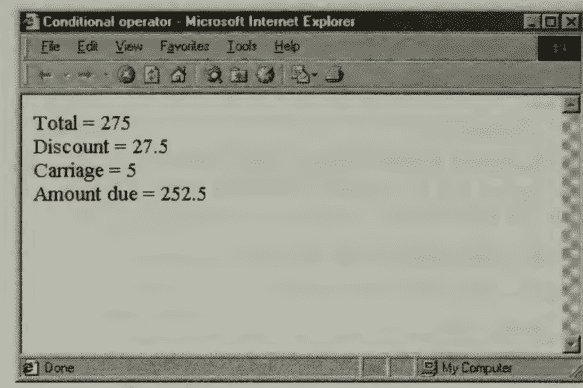 Conditional operator - Microsoft Internet Explorer
File Edit View Favorites Tools Help
Total = 275
Discount = 27.5
Carriage = 5
Amount due = 252.5
Done
My Computer